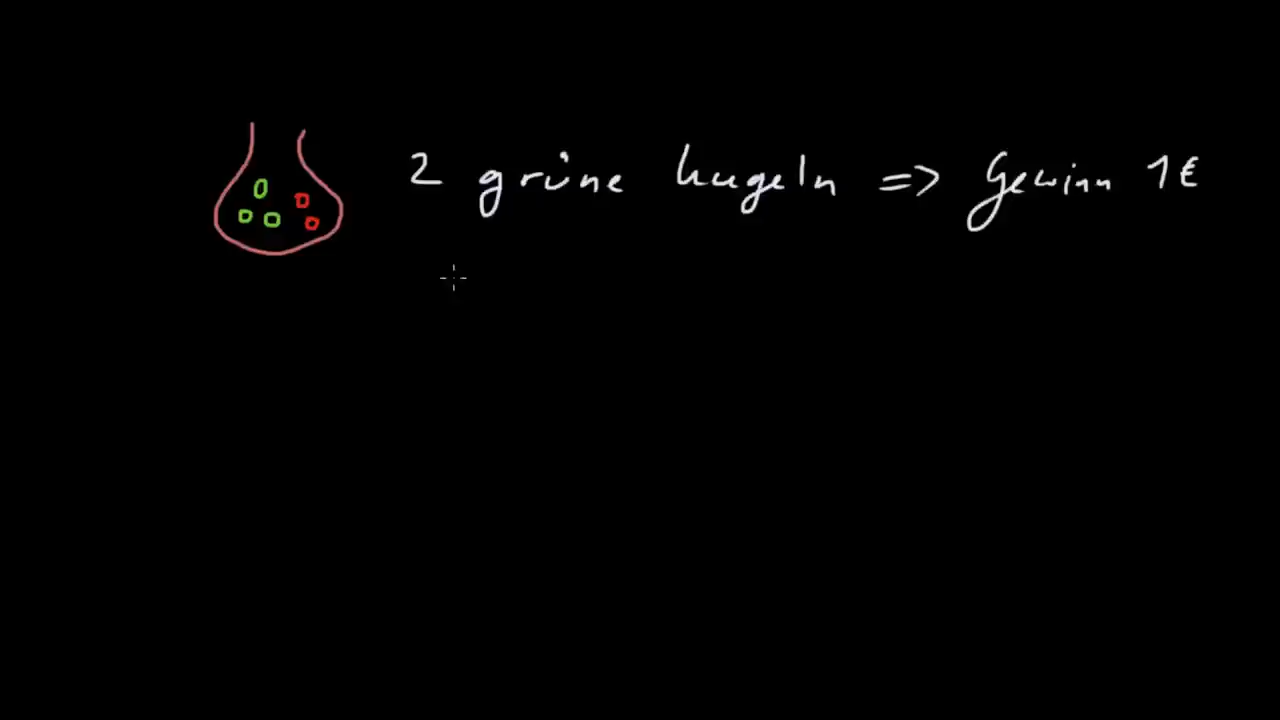 2 grüne Kugeln => Gewinn 1€